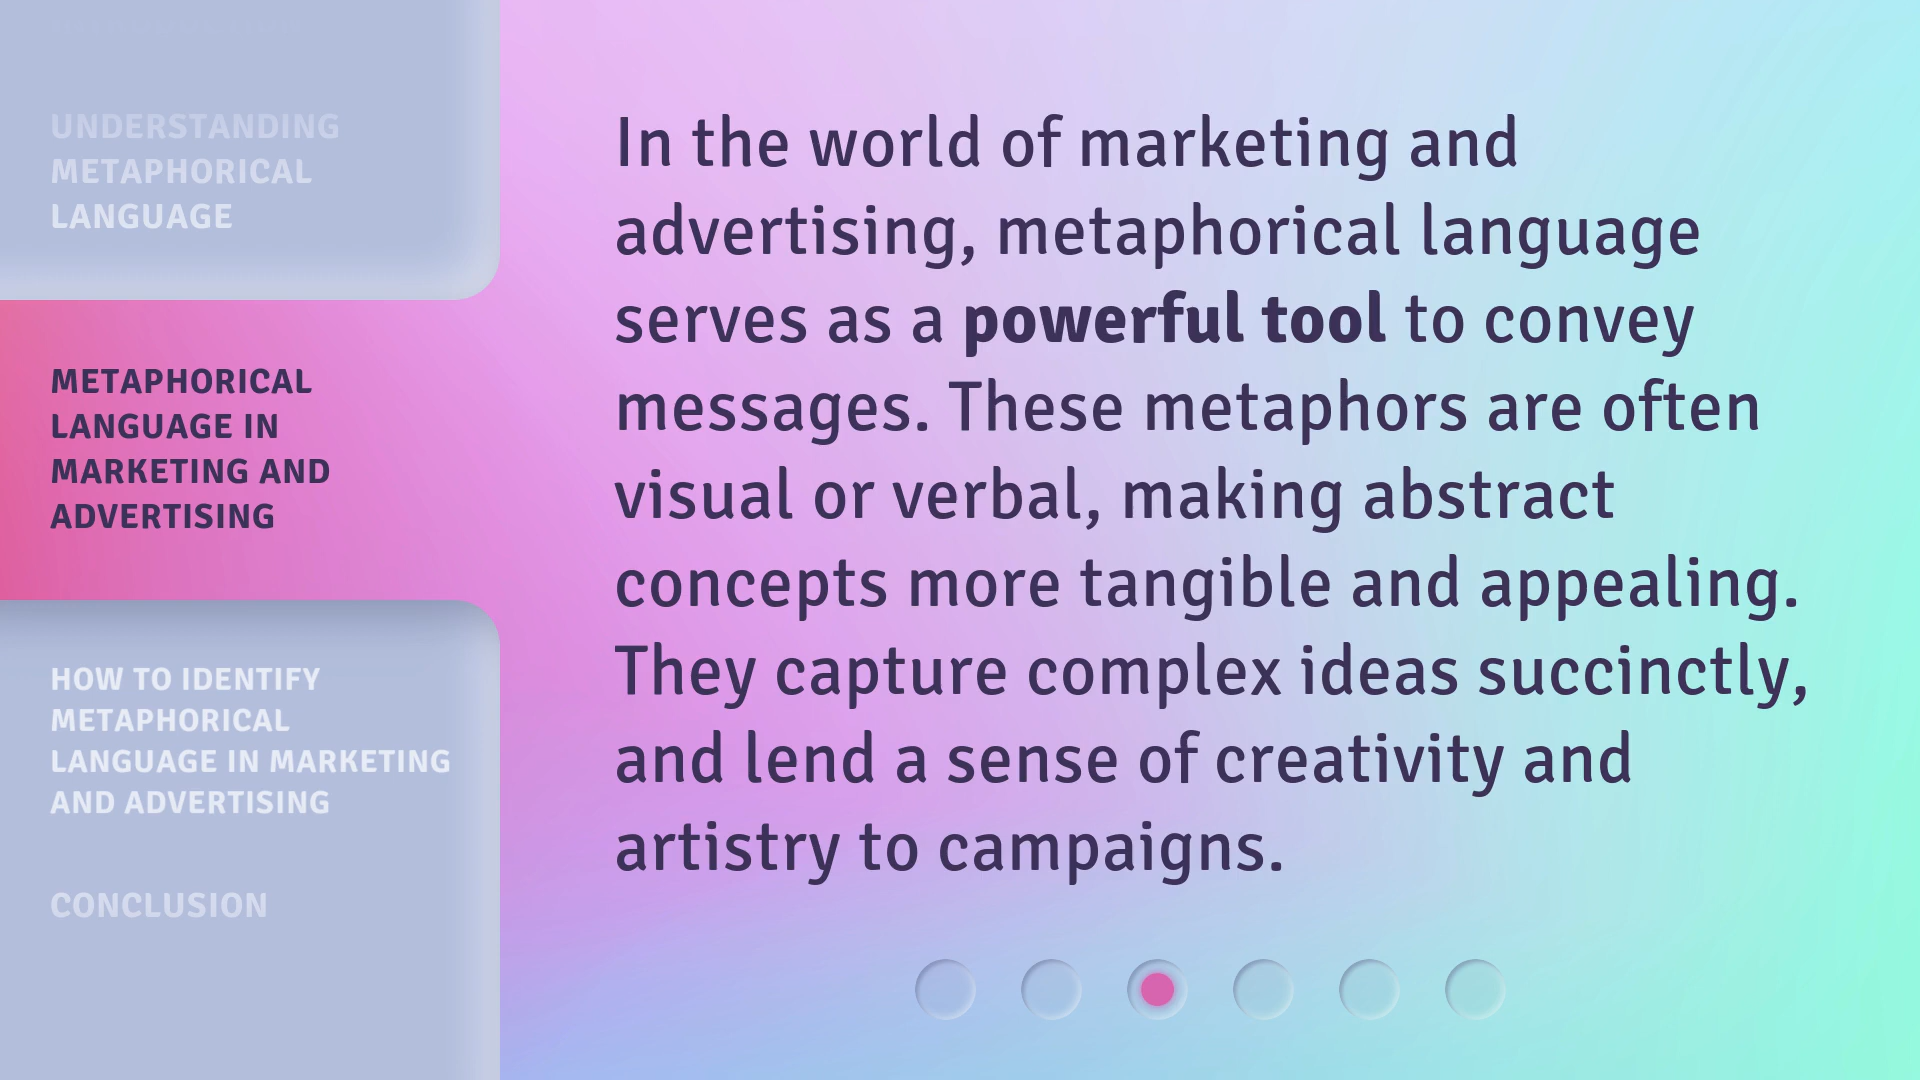 UNDERSTANDING
METAPHORICAL
LANGUAGE
METAPHORICAL
LANGUAGE IN
MARKETING AND
ADVERTISING
HOW TO IDENTIFY
METAPHORICAL
LANGUAGE IN MARKETING
AND ADVERTISING
CONCLUSION
In the world of marketing and
advertising, metaphorical language
serves as a powerful tool to convey
messages. These metaphors are often
visual or verbal, making abstract
concepts more tangible and appealing.
They capture complex ideas succinctly,
and lend a sense of creativity and
artistry to campaigns.